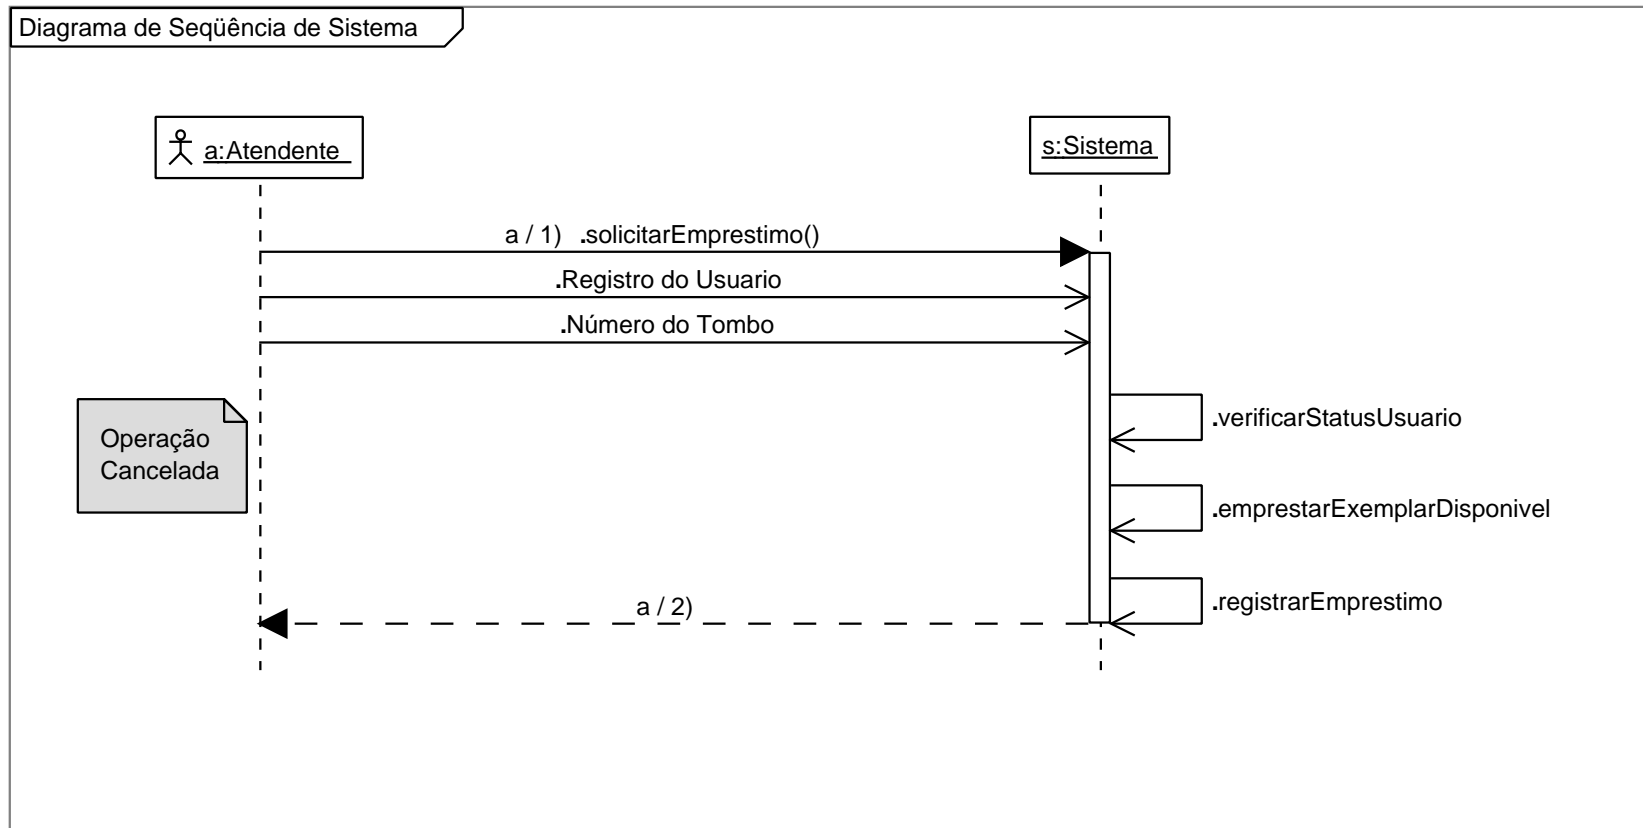 Diagrama de Seqüência de Sistema
a:Atendente
s:Sistema
a / 1) .solicitarEmprestimo()
.Registro do Usuario
.Número do Tombo
Operação
Cancelada
.verificarStatusUsuario
.emprestarExemplarDisponivel
.registrarEmprestimo
a / 2)